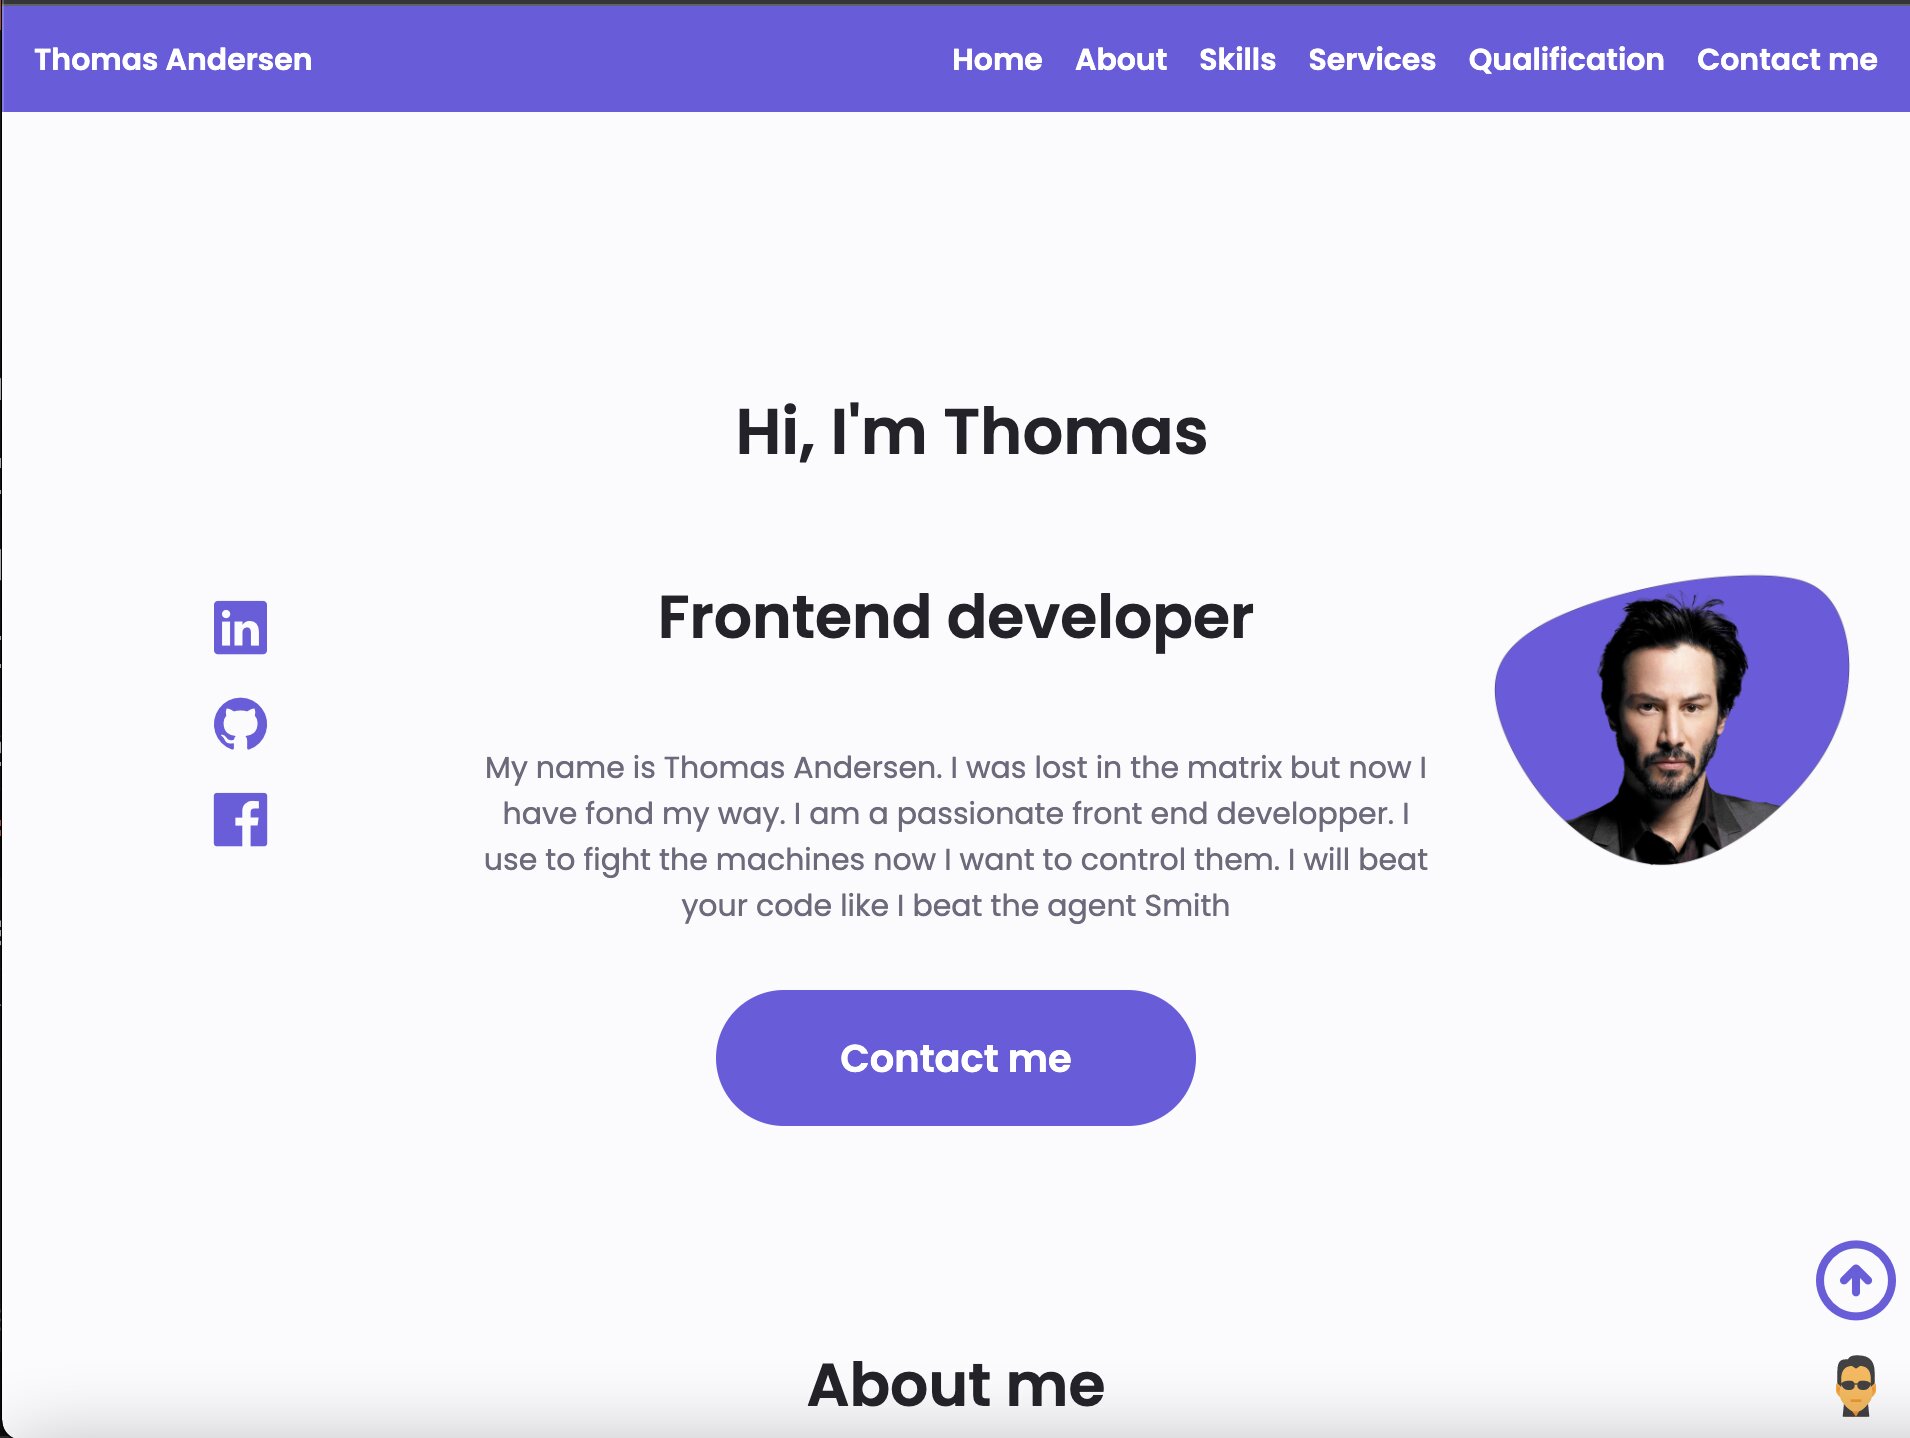 Thomas Andersen
Home About Skills Services Qualification Contact me
Hi, I'm Thomas
Frontend developer
in
My name is Thomas Andersen. I was lost in the matrix but now I
have fond my way. I am a passionate front end developper. I
use to fight the machines now I want to control them. I will beat
your code like I beat the agent Smith
Contact me
About me